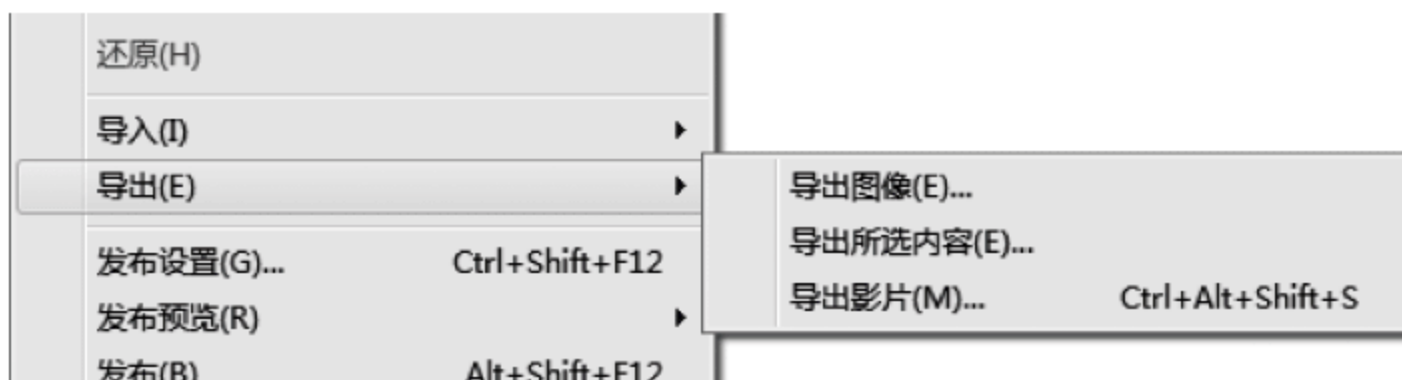 还原(H)
导入(I)
导出(E)
导出图像(E)...
导出所选内容(E)...
导出影片(M)... Ctrl+Alt+Shift+S
发布设置(G)... Ctrl+Shift+F12
发布预览(R)
发布(B) Alt+Shift+F12